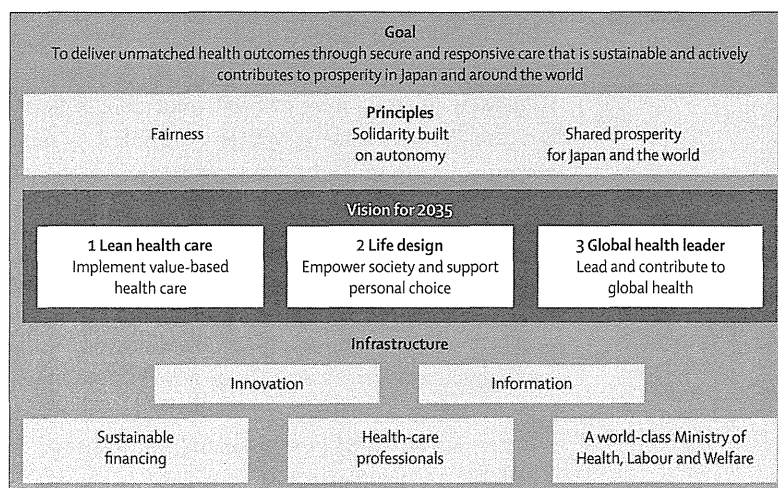 Goal
To deliver unmatched health outcomes through secure and responsive care that is sustainable and actively
contributes to prosperity in Japan and around the world
Principles
Fairness
Solidarity built
on autonomy
Shared prosperity
for Japan and the world
Vision for 2035
1 Lean health care
Implement value-based
health care
2 Life design
Empower society and support
personal choice
3 Global health leader
Lead and contribute to
global health
Infrastructure
Innovation
Information
Sustainable
financing
Health-care
professionals
A world-class Ministry of
Health, Labour and Welfare